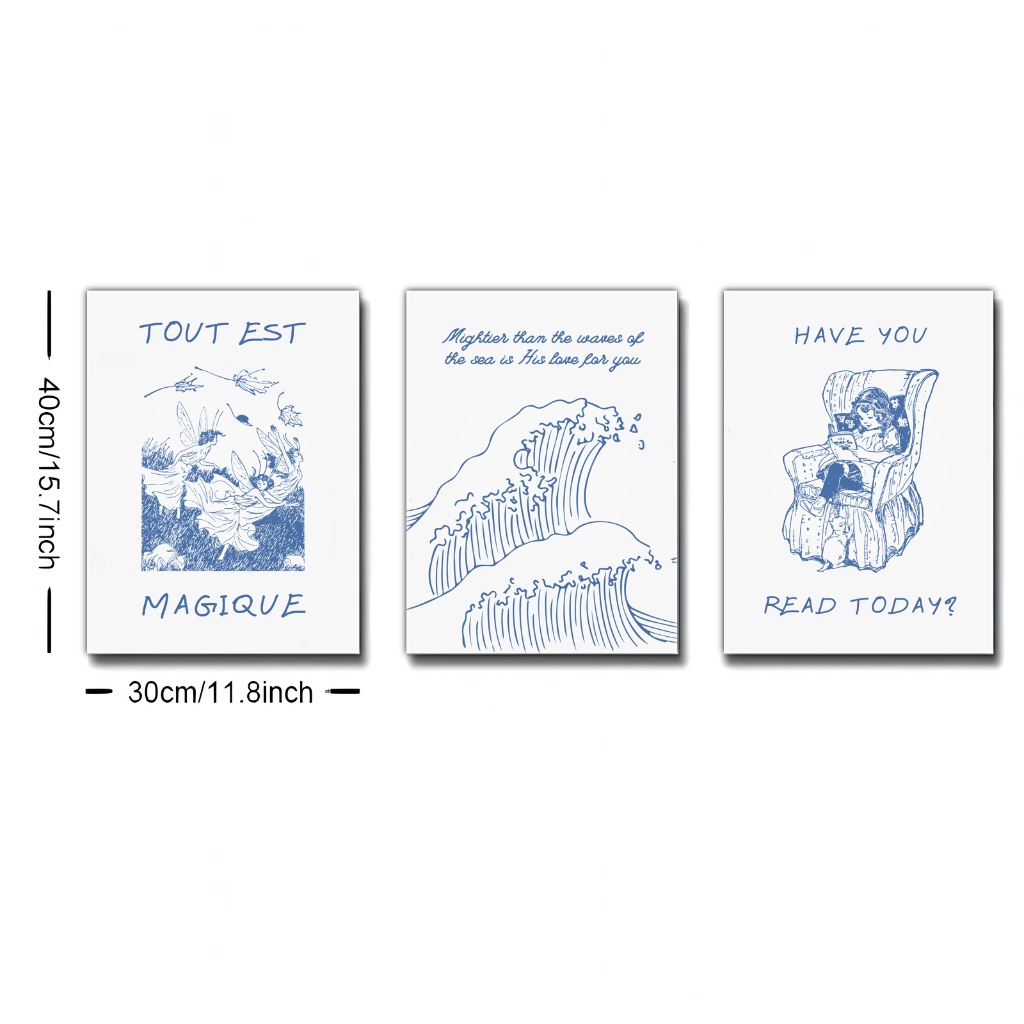 TOUT EST
MAGIQUE
Mightier than the waves of
the sea is His love for you
HAVE YOU
READ TODAY?
40cm/15.7inch
30cm/11.8inch